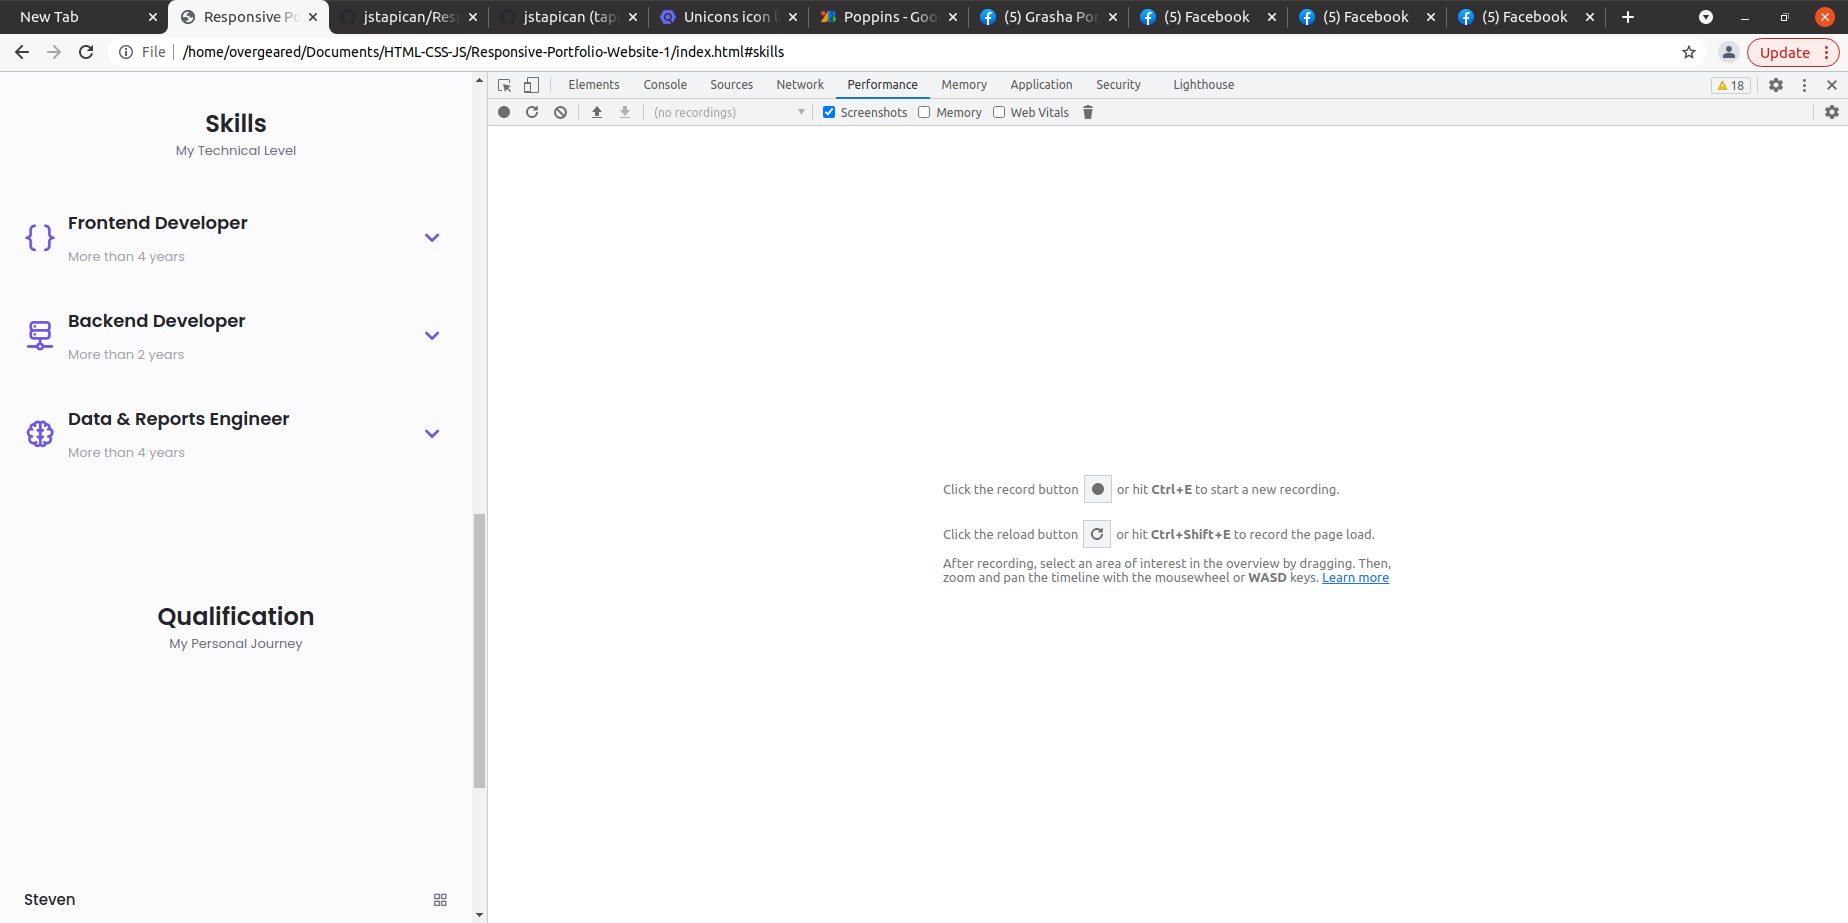 New Tab
Responsive Po
jstapican/Resp
jstapican (tap
Unicons icon l
Poppins - Goo
(5) Grasha Por
(5) Facebook
(5) Facebook
(5) Facebook
File
/home/overgeared/Documents/HTML-CSS-JS/Responsive-Portfolio-Website-1/index.html#skills
Update
Elements
Console
Sources
Network
Performance
Memory
Application
Security
Lighthouse
18
(no recordings)
Screenshots
Memory
Web Vitals
Skills
My Technical Level
Frontend Developer
More than 4 years
Backend Developer
More than 2 years
Data & Reports Engineer
More than 4 years
Qualification
My Personal Journey
Steven
Click the record button or hit Ctrl+E to start a new recording.
Click the reload button or hit Ctrl+Shift+E to record the page load.
After recording, select an area of interest in the overview by dragging. Then,
zoom and pan the timeline with the mousewheel or WASD keys. Learn more